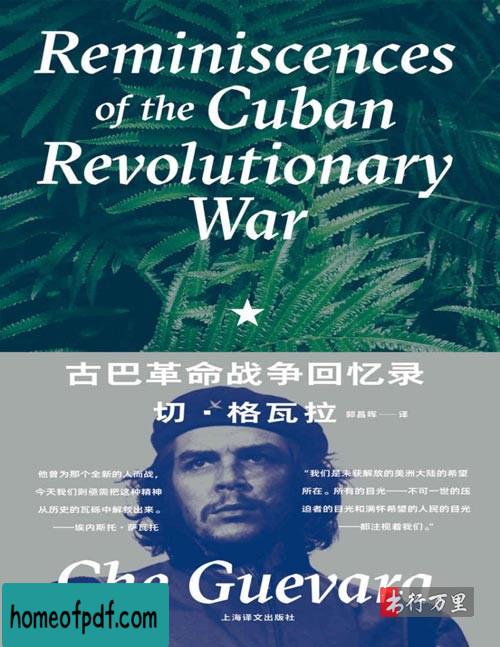 Reminiscences
of the Cuban
Revolutionary
War
古巴革命战争回忆录
切·格瓦拉 郭昌晖——译
他曾为那个全新的人而战,
今天我们则亟需把这种精神
从历史的瓦砾中解救出来。
——埃内斯托·萨瓦托
“我们是未获解放的美洲大陆的希望
所在。所有的目光——不可一世的压
迫者的目光和满怀希望的人民的目光
——都注视着我们。”
Che Guevara
homeofpdf.com
书行万里
上海译文出版社